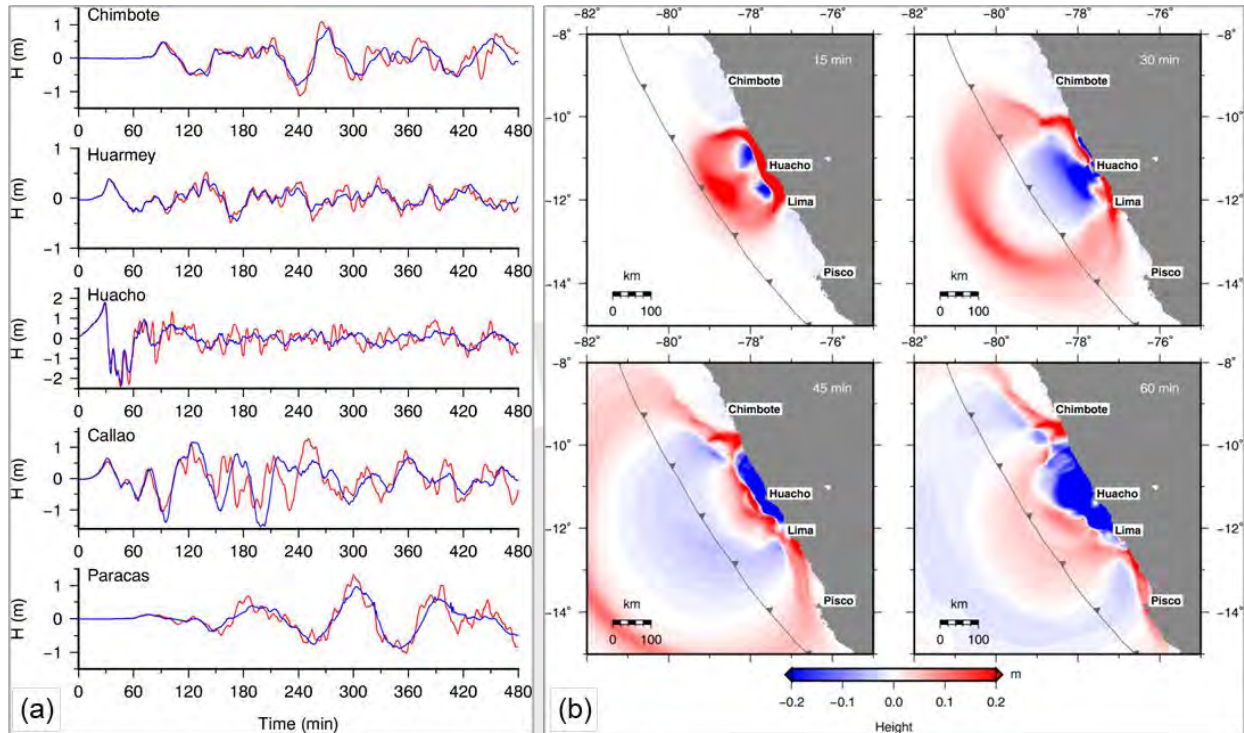 Chimbote
H (m)
1
0
−1
0 60 120 180 240 300 360 420 480
Huarmey
H (m)
1
0
−1
0 60 120 180 240 300 360 420 480
Huacho
H (m)
2
1
0
−1
−2
0 60 120 180 240 300 360 420 480
Callao
H (m)
1
0
−1
0 60 120 180 240 300 360 420 480
Paracas
H (m)
1
0
−1
0 60 120 180 240 300 360 420 480
Time (min)
(a)
−82° −80° −78° −76°
−82° −80° −78° −76°
−8°
−10°
−12°
−14°
15 min
Chimbote
Huacho
Lima
Pisco
km
0 100
30 min
Chimbote
Huacho
Lima
Pisco
km
0 100
−8°
−10°
−12°
−14°
−8°
−10°
−12°
−14°
45 min
Chimbote
Huacho
Lima
Pisco
km
0 100
60 min
Chimbote
Huacho
Lima
Pisco
km
0 100
−8°
−10°
−12°
−14°
−82° −80° −78° −76°
−82° −80° −78° −76°
m
−0.2 −0.1 0.0 0.1 0.2
Height
(b)